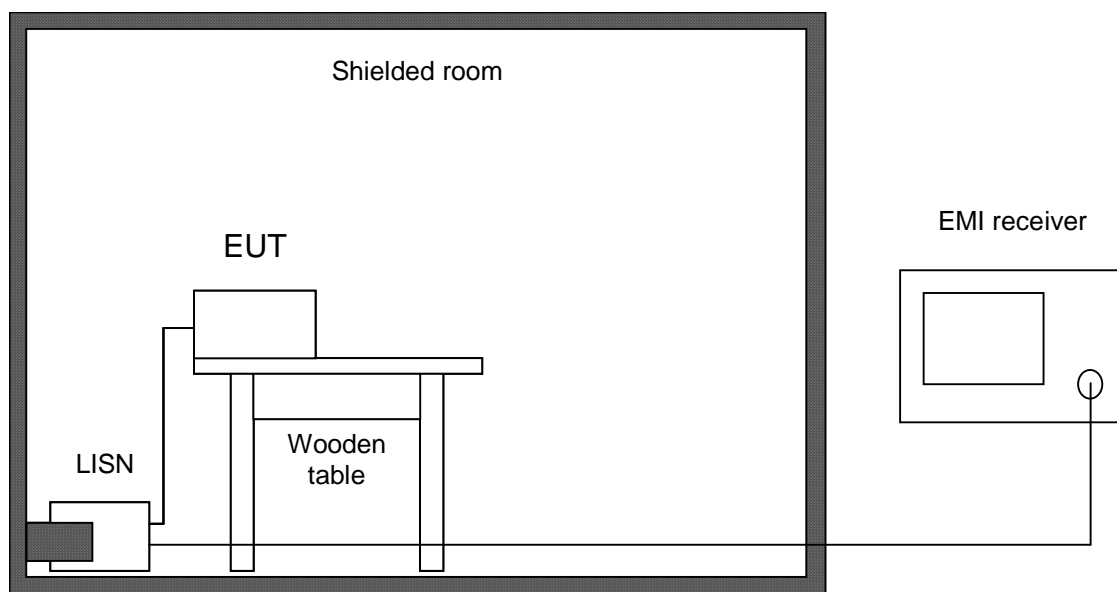 Shielded room
EMI receiver
EUT
Wooden
table
LISN